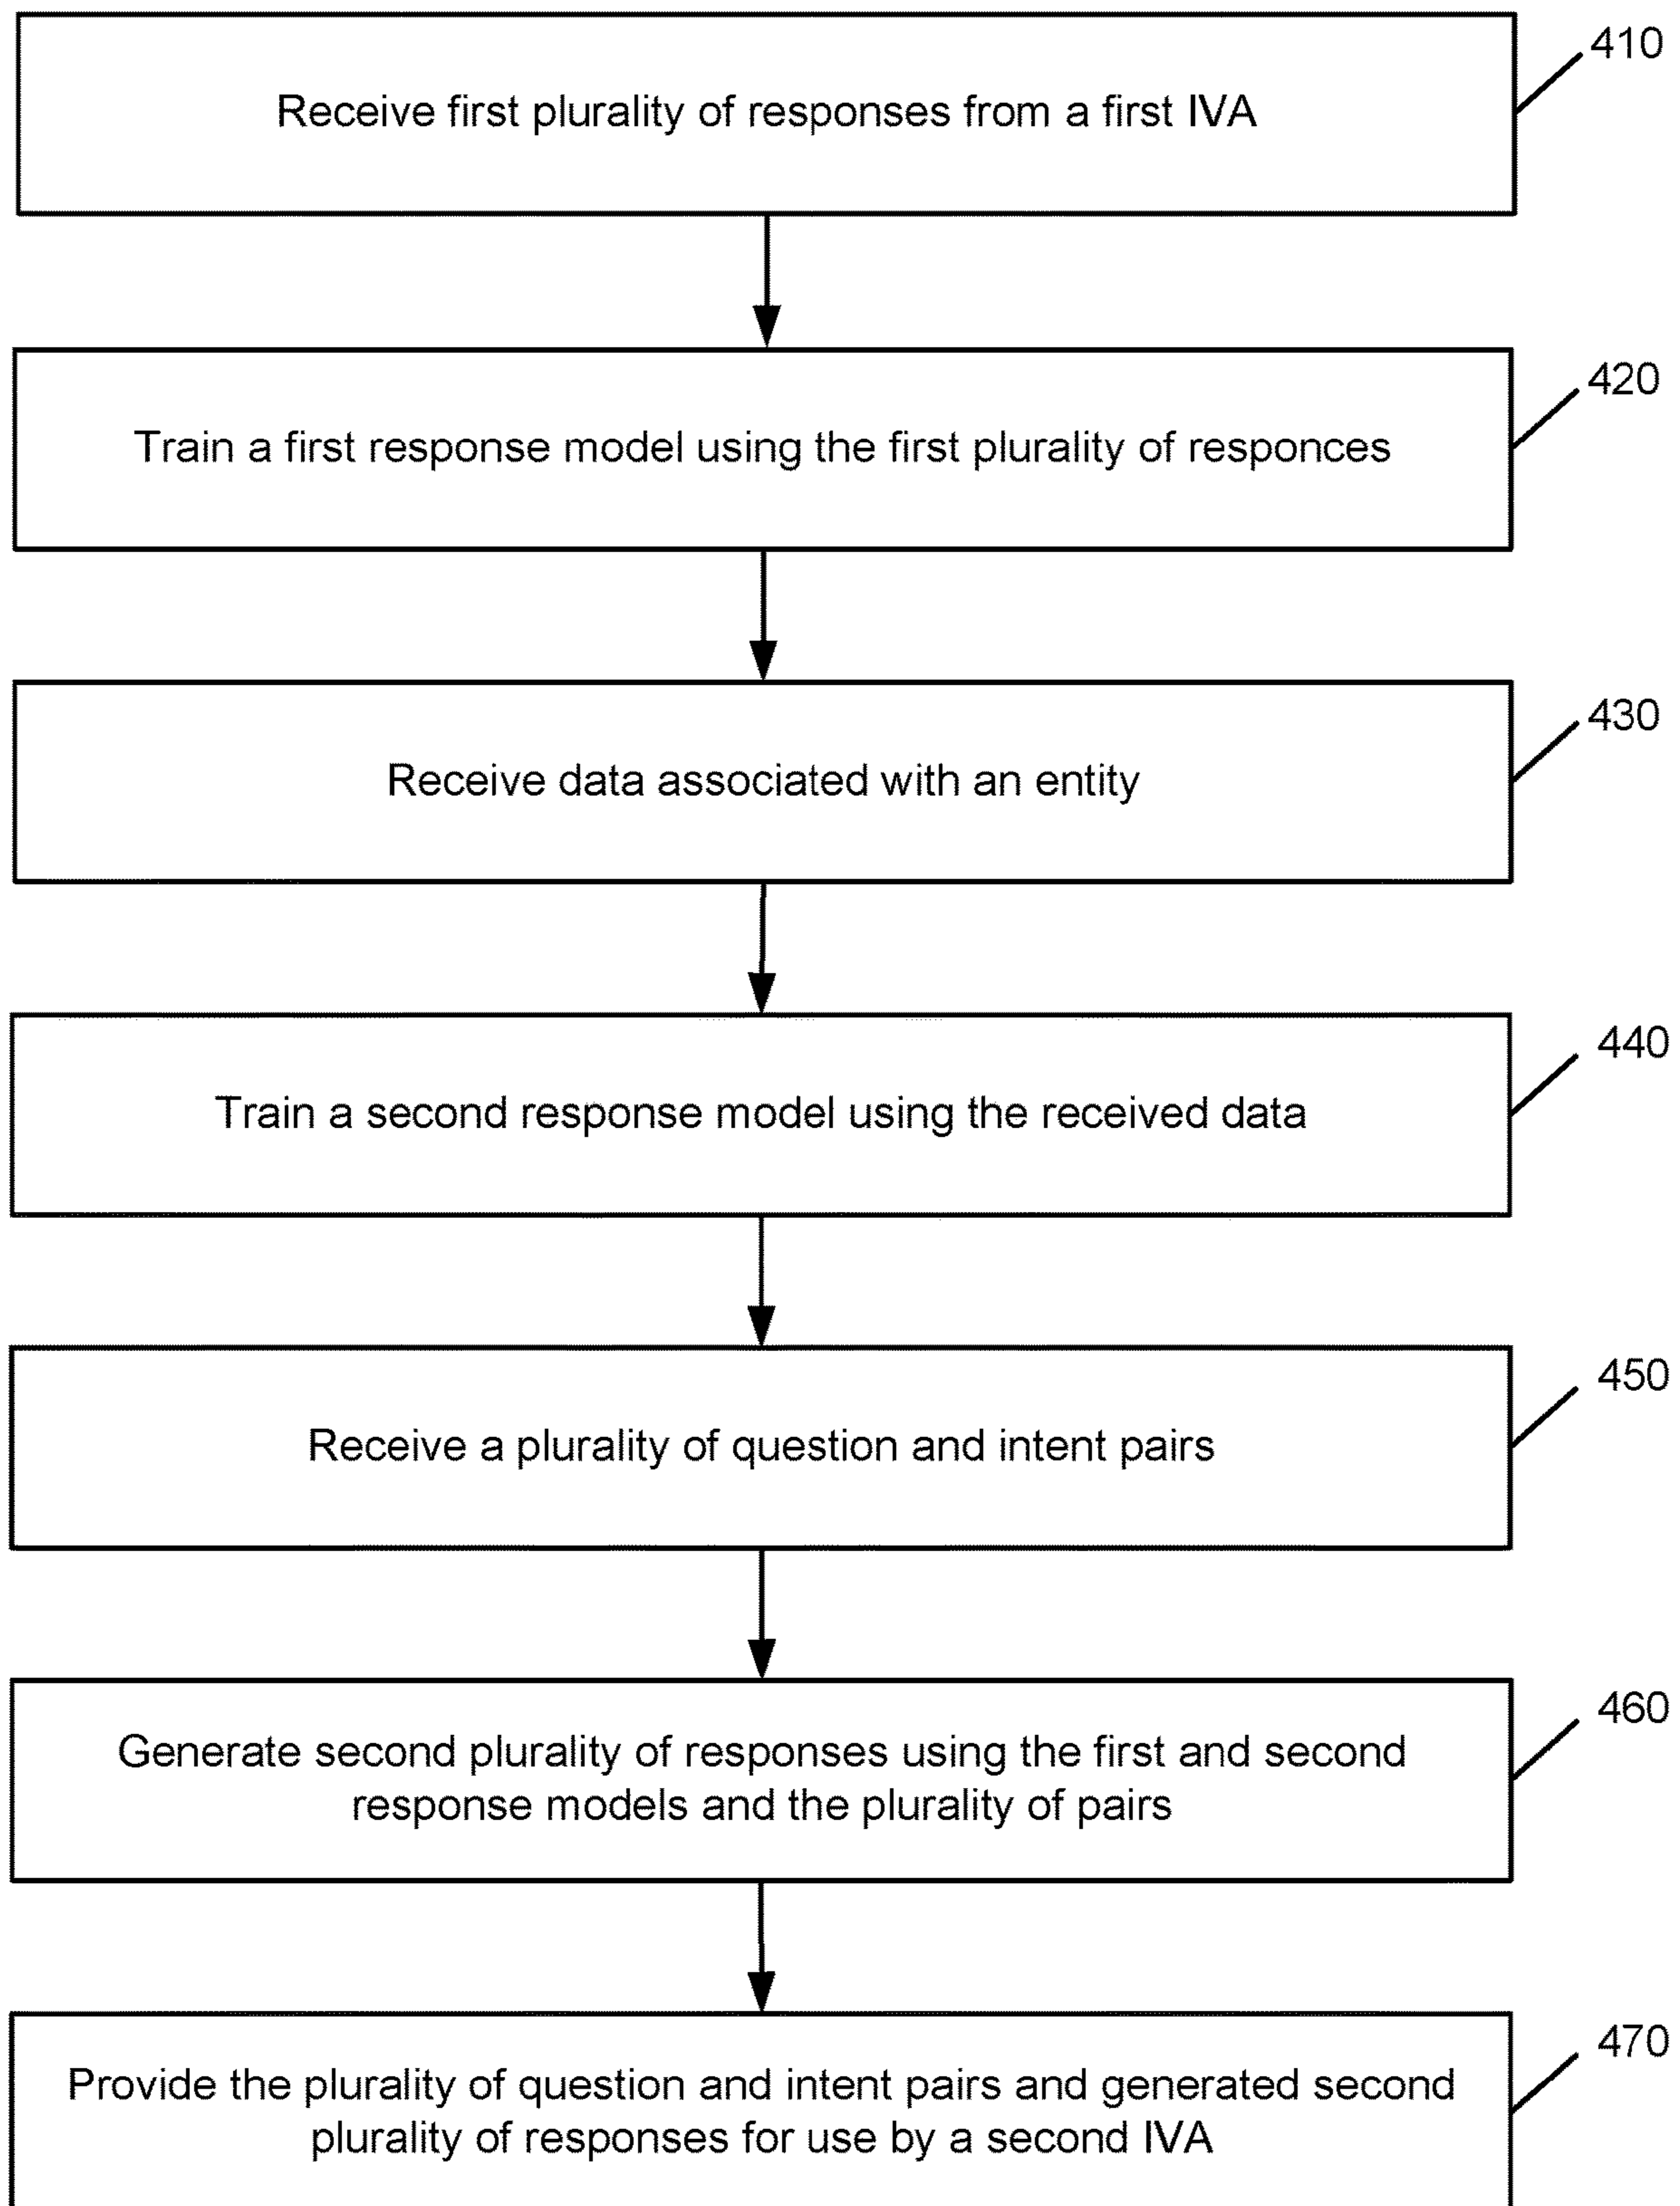 Receive first plurality of responses from a first IVA
410
Train a first response model using the first plurality of responces
420
Receive data associated with an entity
430
Train a second response model using the received data
440
Receive a plurality of question and intent pairs
450
Generate second plurality of responses using the first and second
response models and the plurality of pairs
460
Provide the plurality of question and intent pairs and generated second
plurality of responses for use by a second IVA
470